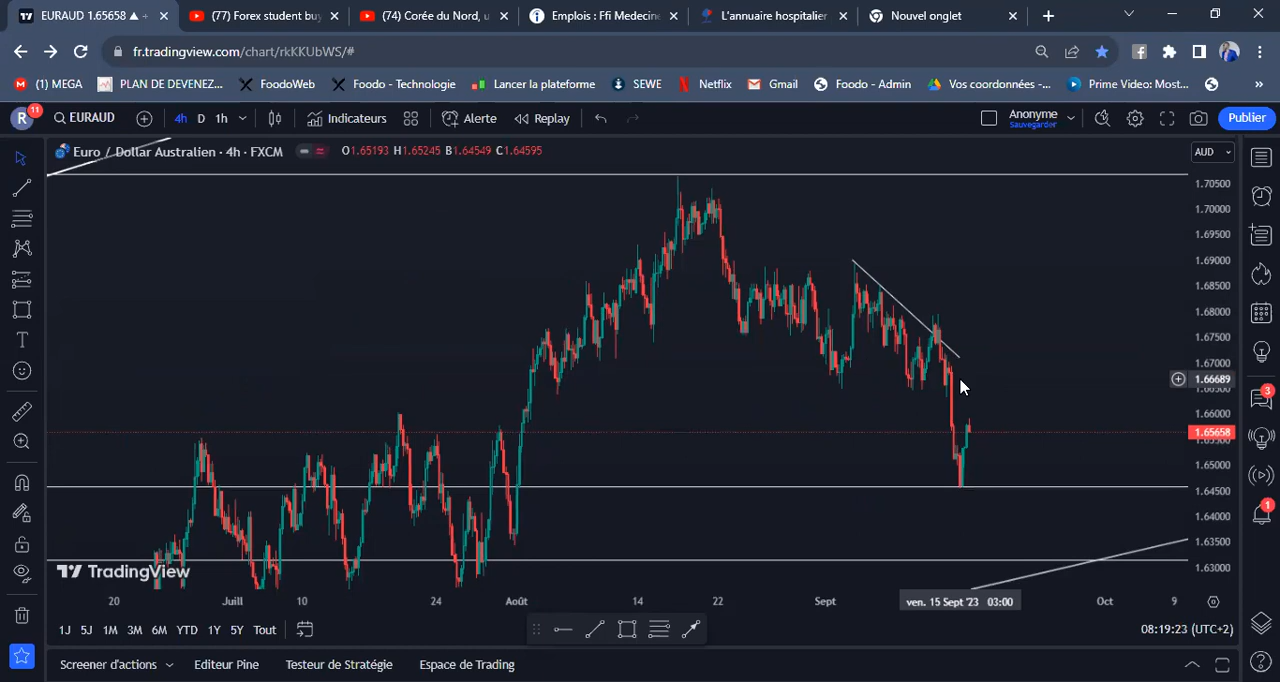 EURAUD 1.65658 ▲ +
(77) Forex student bu
(74) Corée du Nord, u
Emplois : Ffi Medecine
L'annuaire hospitalier
Nouvel onglet
fr.tradingview.com/chart/rkKKUbWS/#
(1) MEGA
PLAN DE DEVENEZ...
FoodoWeb
Foodo - Technologie
Lancer la plateforme
SEWE
Netflix
Gmail
Foodo - Admin
Vos coordonnées -...
Prime Video: Most...
»
R
11
EURAUD
4h
D
1h
Indicateurs
Alerte
Replay
Anonyme
Sauvegarder
Publier
Euro / Dollar Australien · 4h · FXCM
O1.65193 H1.65245 B1.64549 C1.64595
AUD
1.70500
1.70000
1.69500
1.69000
1.68500
1.68000
1.67500
1.67000
1.66689
1.66000
1.65658
1.65000
1.64500
1.64000
1.63500
1.63000
3
1
TradingView
20
Juill
10
24
Août
14
22
Sept
ven. 15 Sept '23 03:00
Oct
9
1J 5J 1M 3M 6M YTD 1Y 5Y Tout
08:19:23 (UTC+2)
Screener d'actions
Editeur Pine
Testeur de Stratégie
Espace de Trading